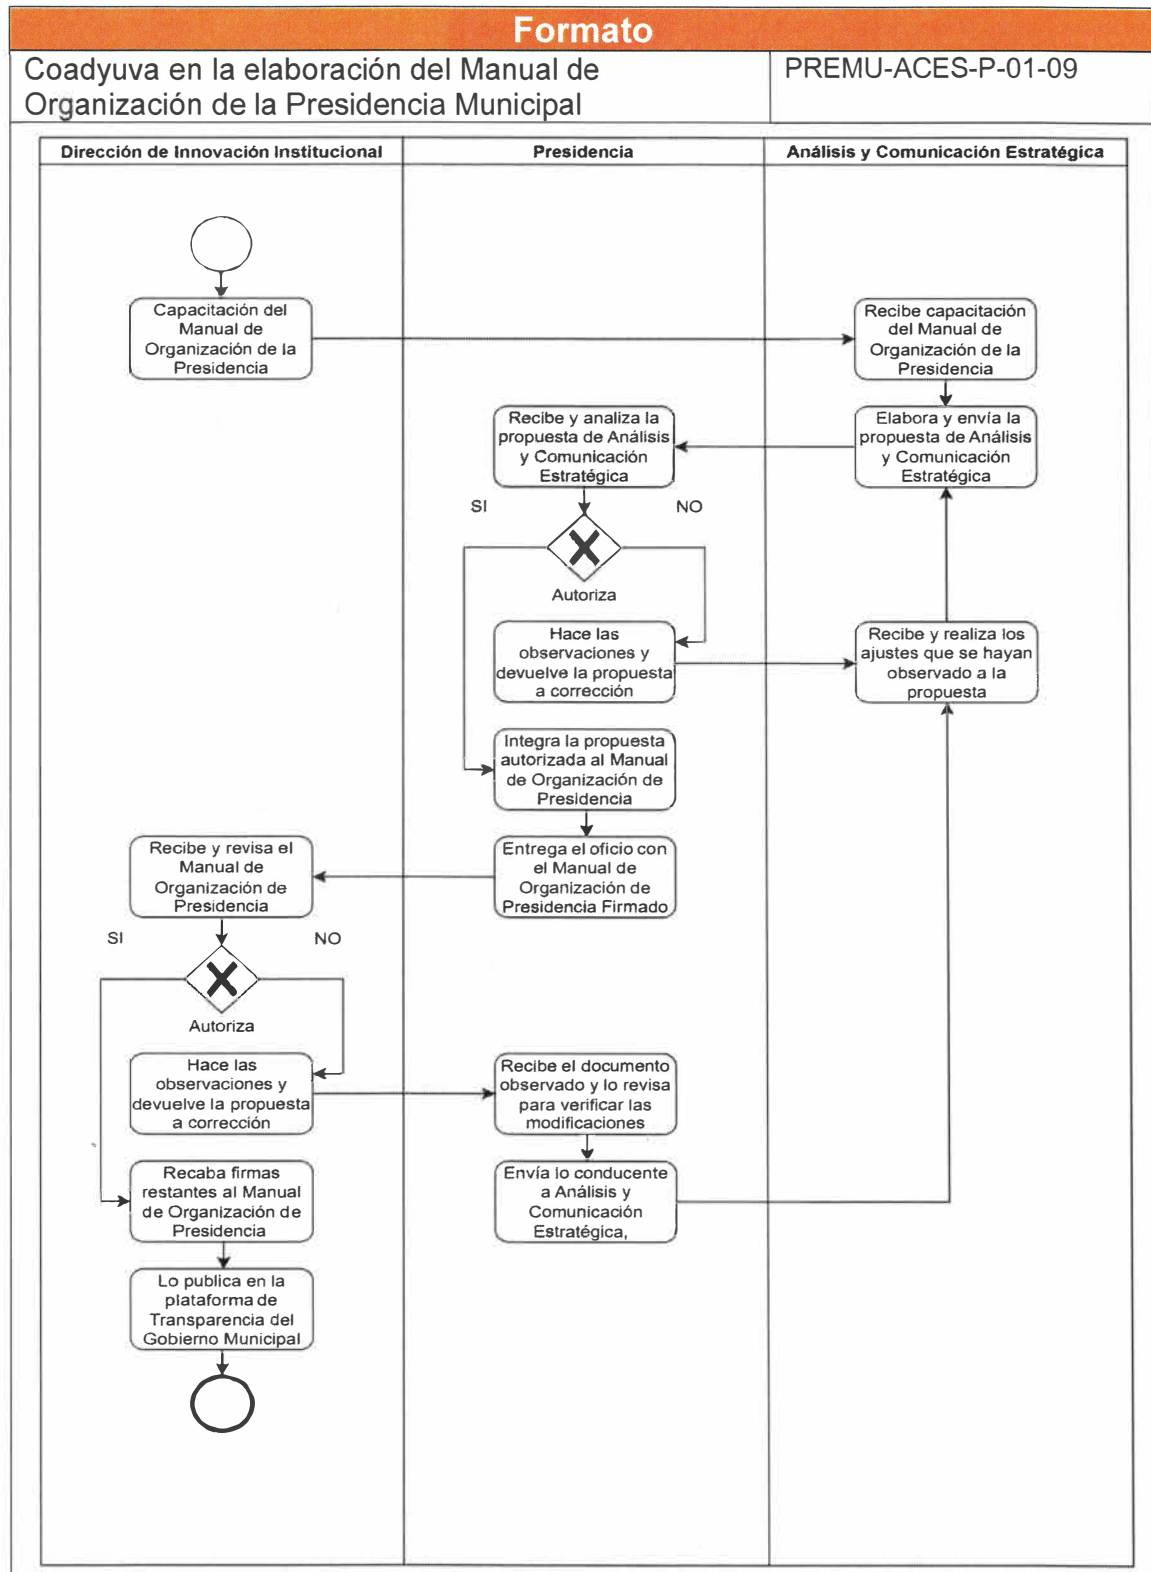 Formato
Coadyuva en la elaboración del Manual de
Organización de la Presidencia Municipal
PREMU-ACES-P-01-09
Dirección de Innovación Institucional
Presidencia
Análisis y Comunicación Estratégica
Capacitación del
Manual de
Organización de la
Presidencia
Recibe capacitación
del Manual de
Organización de la
Presidencia
Recibe y analiza la
propuesta de Análisis
y Comunicación
Estratégica
Elabora y envía la
propuesta de Análisis
y Comunicación
Estratégica
SI
NO
Autoriza
Hace las
observaciones y
devuelve la propuesta
a corrección
Recibe y realiza los
ajustes que se hayan
observado a la
propuesta
Integra la propuesta
autorizada al Manual
de Organización de
Presidencia
Recibe y revisa el
Manual de
Organización de
Presidencia
Entrega el oficio con
el Manual de
Organización de
Presidencia Firmado
SI
NO
Autoriza
Hace las
observaciones y
devuelve la propuesta
a corrección
Recibe el documento
observado y lo revisa
para verificar las
modificaciones
Recaba firmas
restantes al Manual
de Organización de
Presidencia
Envía lo conducente
a Análisis y
Comunicación
Estratégica,
Lo publica en la
plataforma de
Transparencia del
Gobierno Municipal